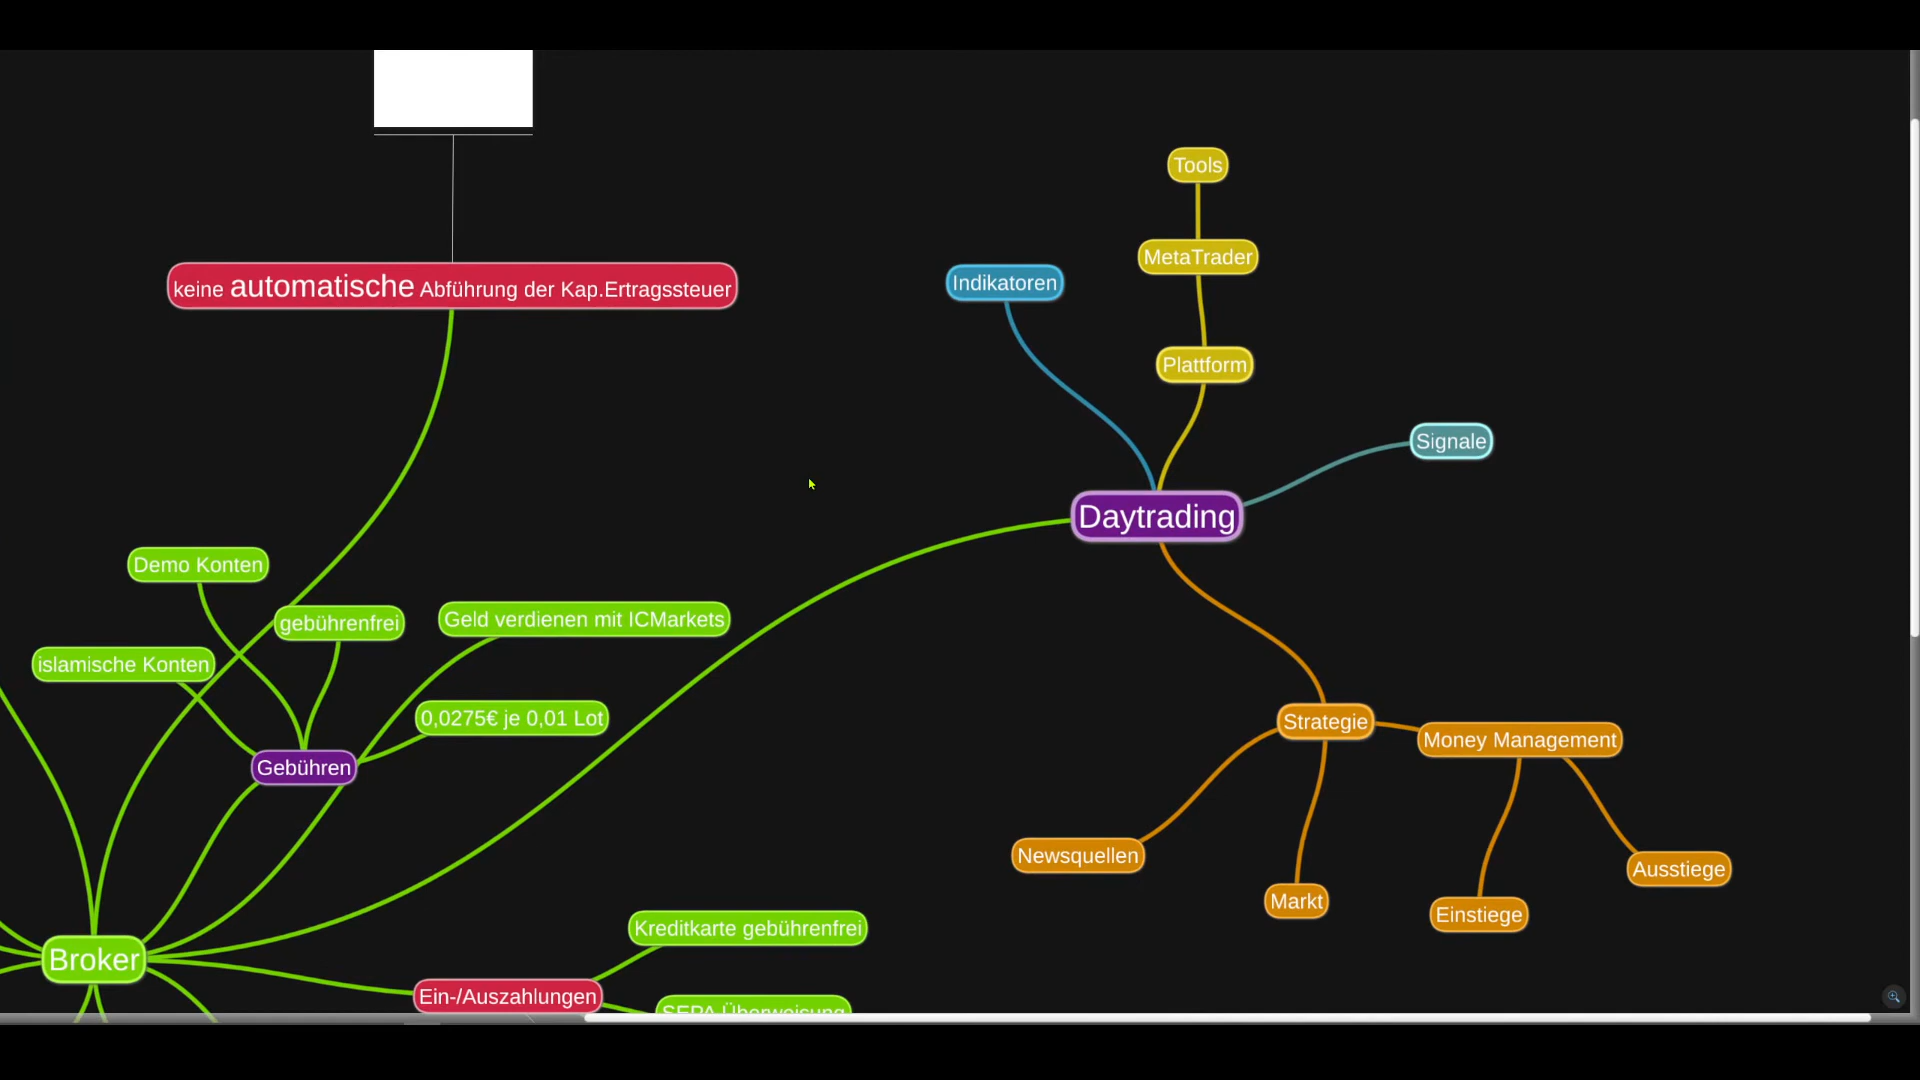 Tools
MetaTrader
Indikatoren
keine automatische Abführung der Kap.Ertragssteuer
Plattform
Signale
Daytrading
Demo Konten
gebührenfrei
Geld verdienen mit ICMarkets
islamische Konten
0,0275€ je 0,01 Lot
Strategie
Money Management
Gebühren
Newsquellen
Ausstiege
Markt
Einstiege
Kreditkarte gebührenfrei
Broker
Ein-/Auszahlungen
SEPA Überweisung